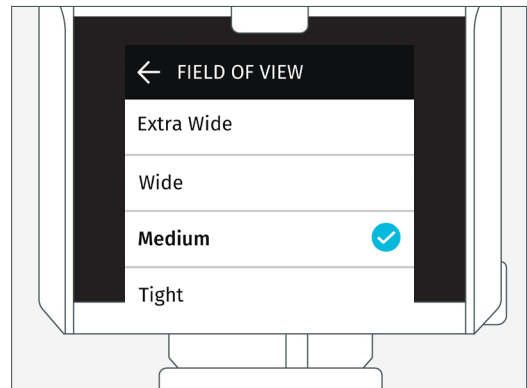 FIELD OF VIEW
Extra Wide
Wide
Medium
Tight